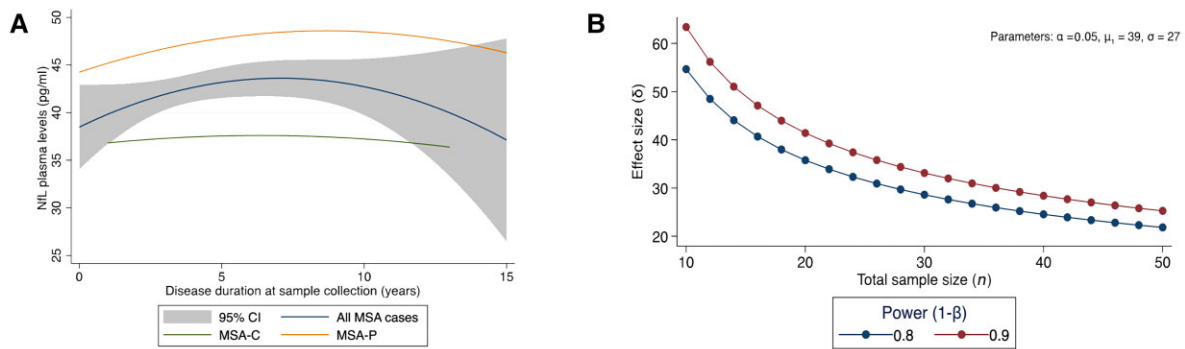 A
NfL plasma levels (pg/ml)
50
45
40
35
30
25
0
5
10
15
Disease duration at sample collection (years)
95% CI
All MSA cases
MSA-C
MSA-P
B
Parameters: α =0.05, μ₁ = 39, σ = 27
Effect size (δ)
60
50
40
30
20
10
20
30
40
50
Total sample size (n)
Power (1-β)
0.8
0.9